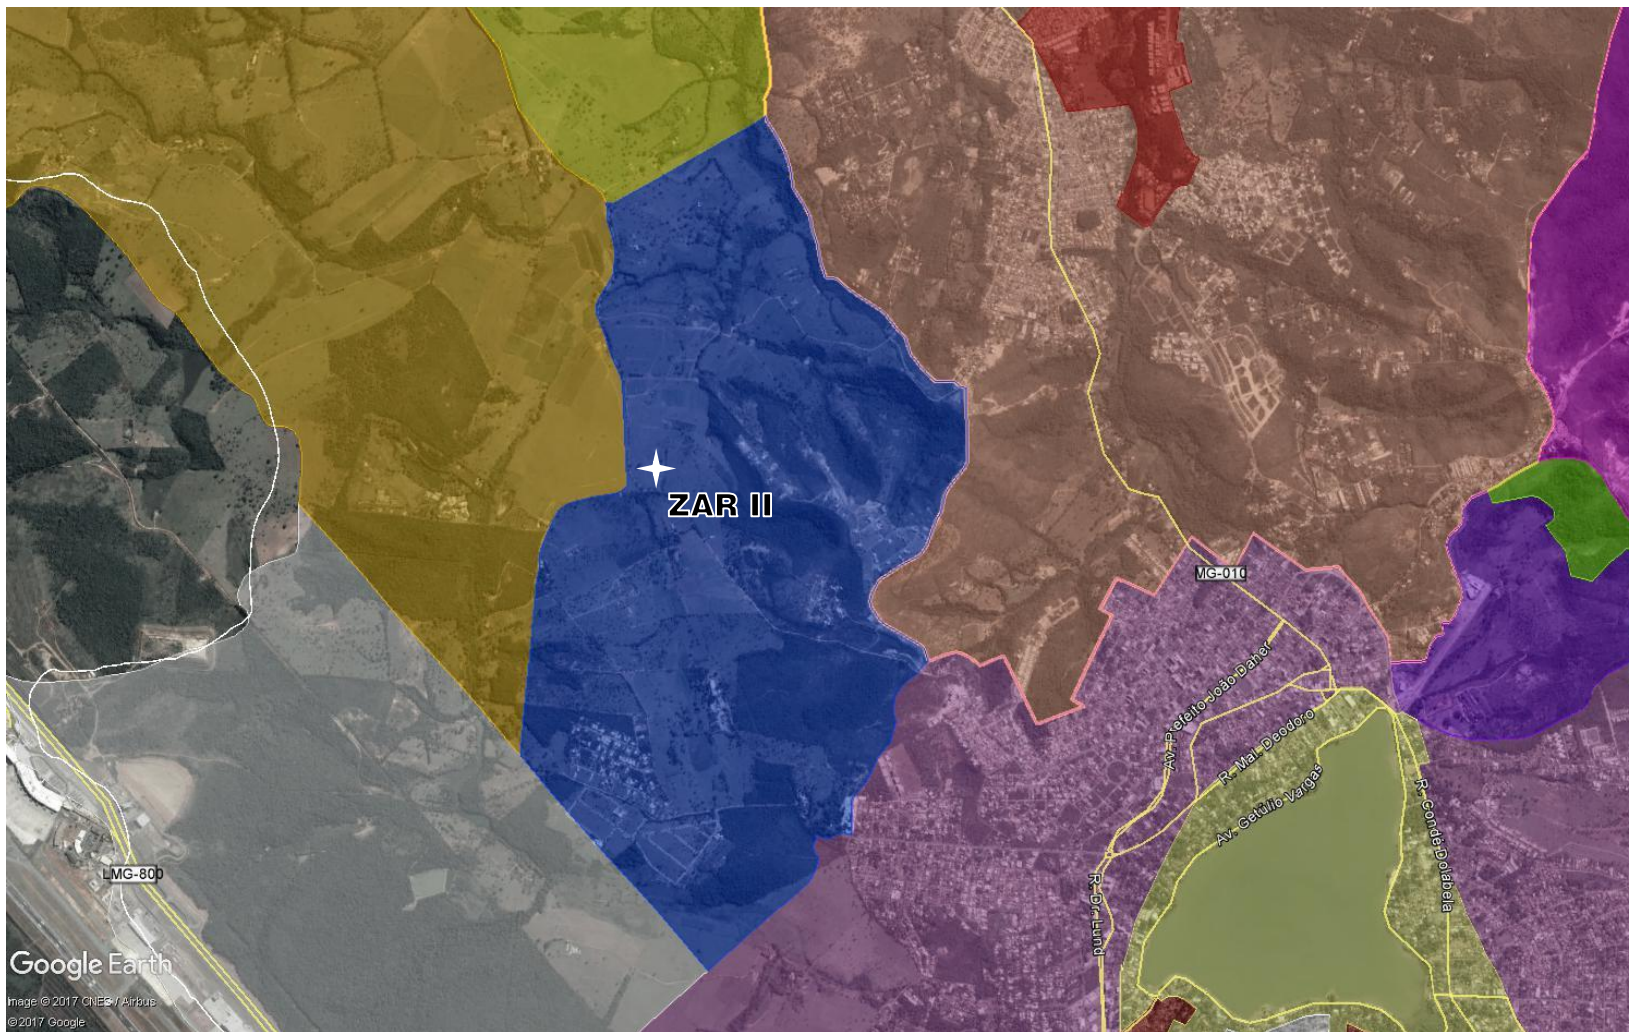 ZAR II
MG-010
Av. Prefeito João Daher
R. Mal. Deodoro
Av. Getúlio Vargas
R. Conde Dolabela
R. Dr. Lund
LMG-800
Google Earth
Image © 2017 CNES / Airbus
© 2017 Google